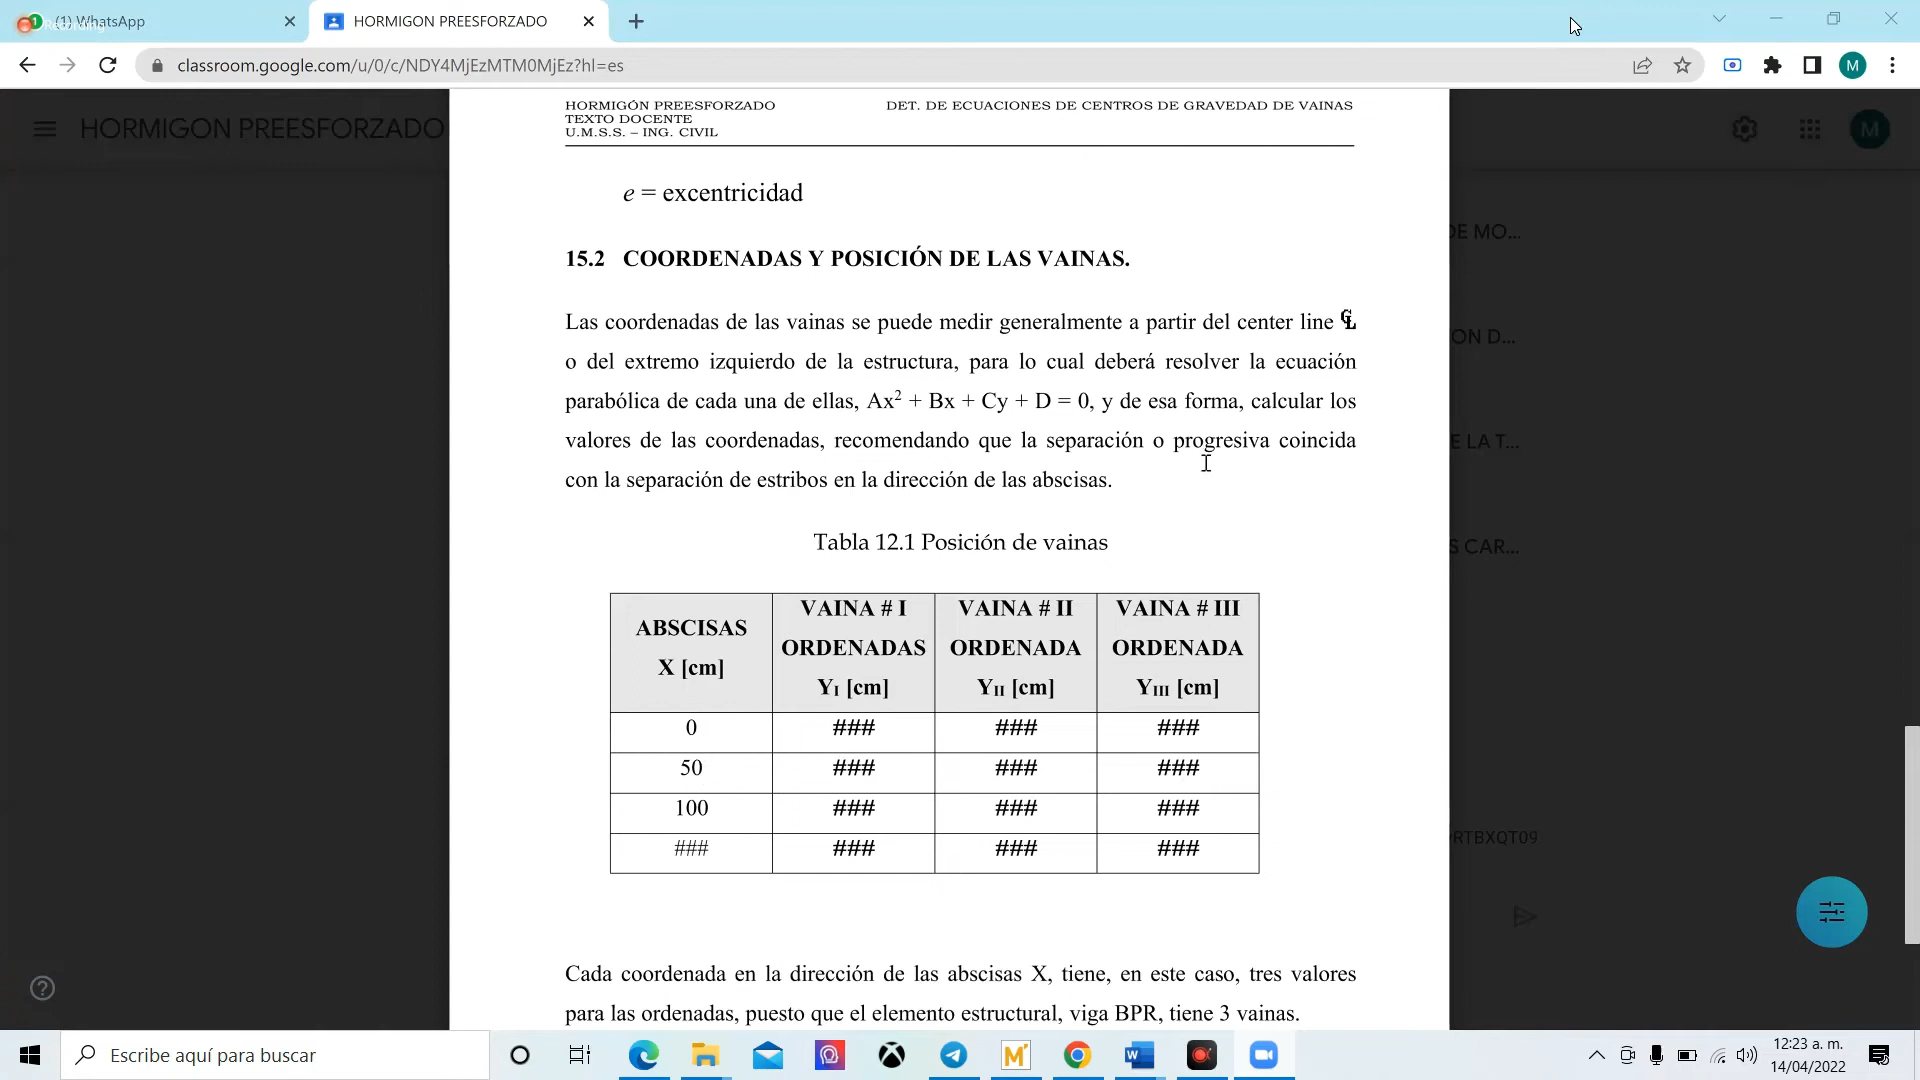 (1) WhatsApp
Recording...
HORMIGON PREESFORZADO
classroom.google.com/u/0/c/NDY4MjEzMTM0MjEz?hl=es
M
HORMIGON PREESFORZADO
M
HORMIGÓN PREESFORZADO DET. DE ECUACIONES DE CENTROS DE GRAVEDAD DE VAINAS
TEXTO DOCENTE
U.M.S.S. – ING. CIVIL
e = excentricidad
DE MO...
15.2 COORDENADAS Y POSICIÓN DE LAS VAINAS.
Las coordenadas de las vainas se puede medir generalmente a partir del center line ℄
o del extremo izquierdo de la estructura, para lo cual deberá resolver la ecuación
ON D...
parabólica de cada una de ellas, Ax² + Bx + Cy + D = 0, y de esa forma, calcular los
valores de las coordenadas, recomendando que la separación o progresiva coincida
E LA T...
con la separación de estribos en la dirección de las abscisas.
Tabla 12.1 Posición de vainas
S CAR...
ABSCISAS X [cm] VAINA # I ORDENADAS YI [cm] VAINA # II ORDENADA YII [cm] VAINA # III ORDENADA YIII [cm]
0 ### ### ###
50 ### ### ###
100 ### ### ###
### ### ### ###
RTBXQT09
Cada coordenada en la dirección de las abscisas X, tiene, en este caso, tres valores
para las ordenadas, puesto que el elemento estructural, viga BPR, tiene 3 vainas.
Escribe aquí para buscar
12:23 a. m.
14/04/2022